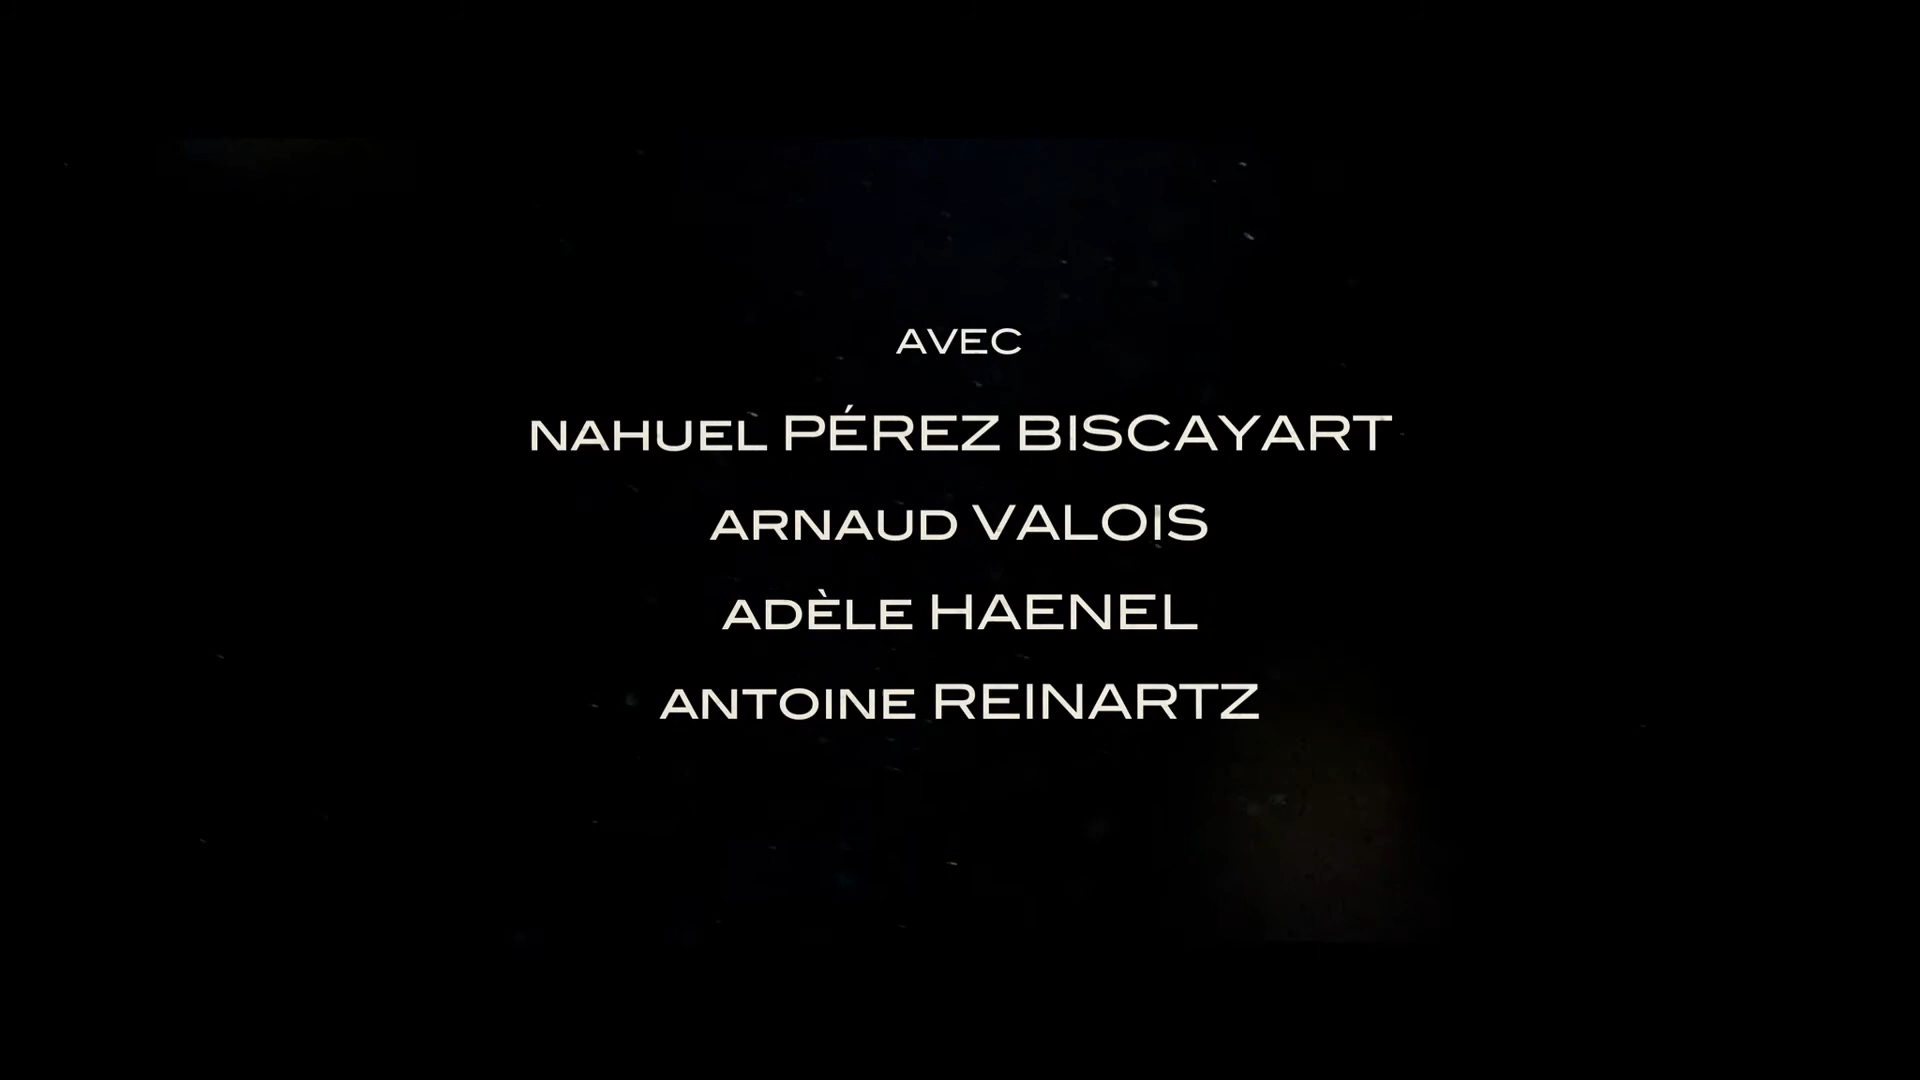 AVEC
NAHUEL PÉREZ BISCAYART
ARNAUD VALOIS
ADÈLE HAENEL
ANTOINE REINARTZ